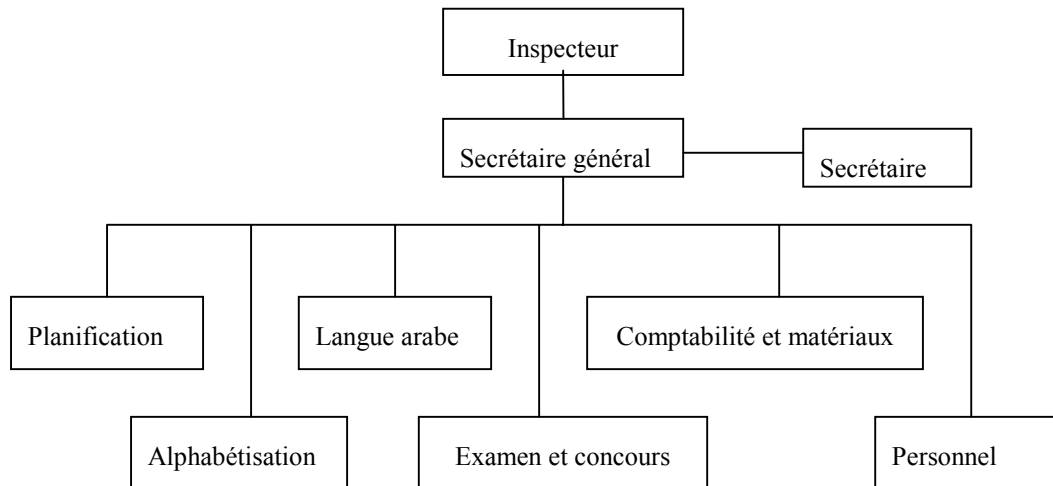 Inspecteur
Secrétaire général
Secrétaire
Planification
Langue arabe
Comptabilité et matériaux
Alphabétisation
Examen et concours
Personnel